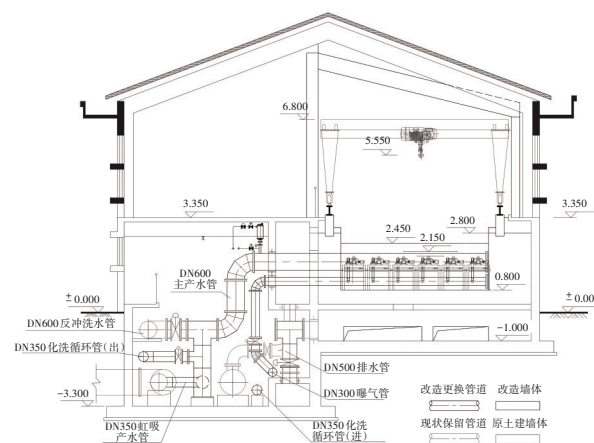 6.800
5.550
3.350
3.350
2.800
2.450
2.150
DN600
主产水管
0.800
±0.000
±0.00
DN600反冲洗水管
-1.000
DN350化洗循环管(出)
DN500排水管
-3.300
DN300曝气管
改造更换管道
改造墙体
DN350虹吸
产水管
DN350化洗
循环管(进)
现状保留管道
原土建墙体